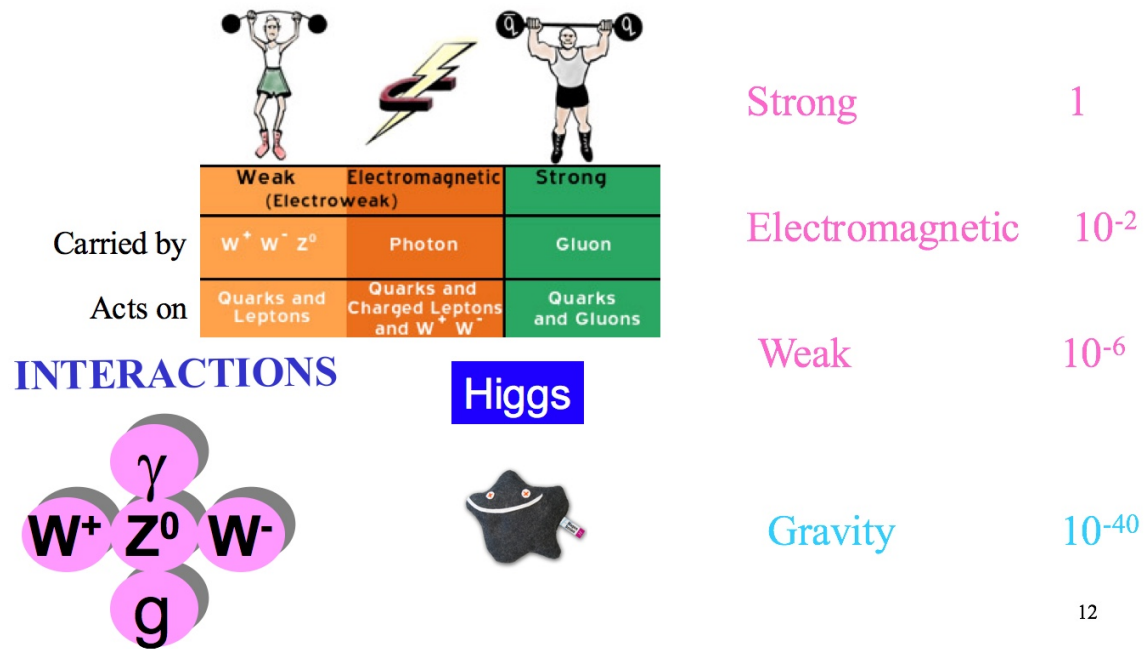 q̄ q
Weak Electromagnetic Strong
(Electroweak)
Carried by W⁺ W⁻ Z⁰ Photon Gluon
Acts on Quarks and Leptons Quarks and Charged Leptons and W⁺ W⁻ Quarks and Gluons
INTERACTIONS
Higgs
γ
W⁺ Z⁰ W⁻
g
Strong 1
Electromagnetic 10⁻²
Weak 10⁻⁶
Gravity 10⁻⁴⁰
12